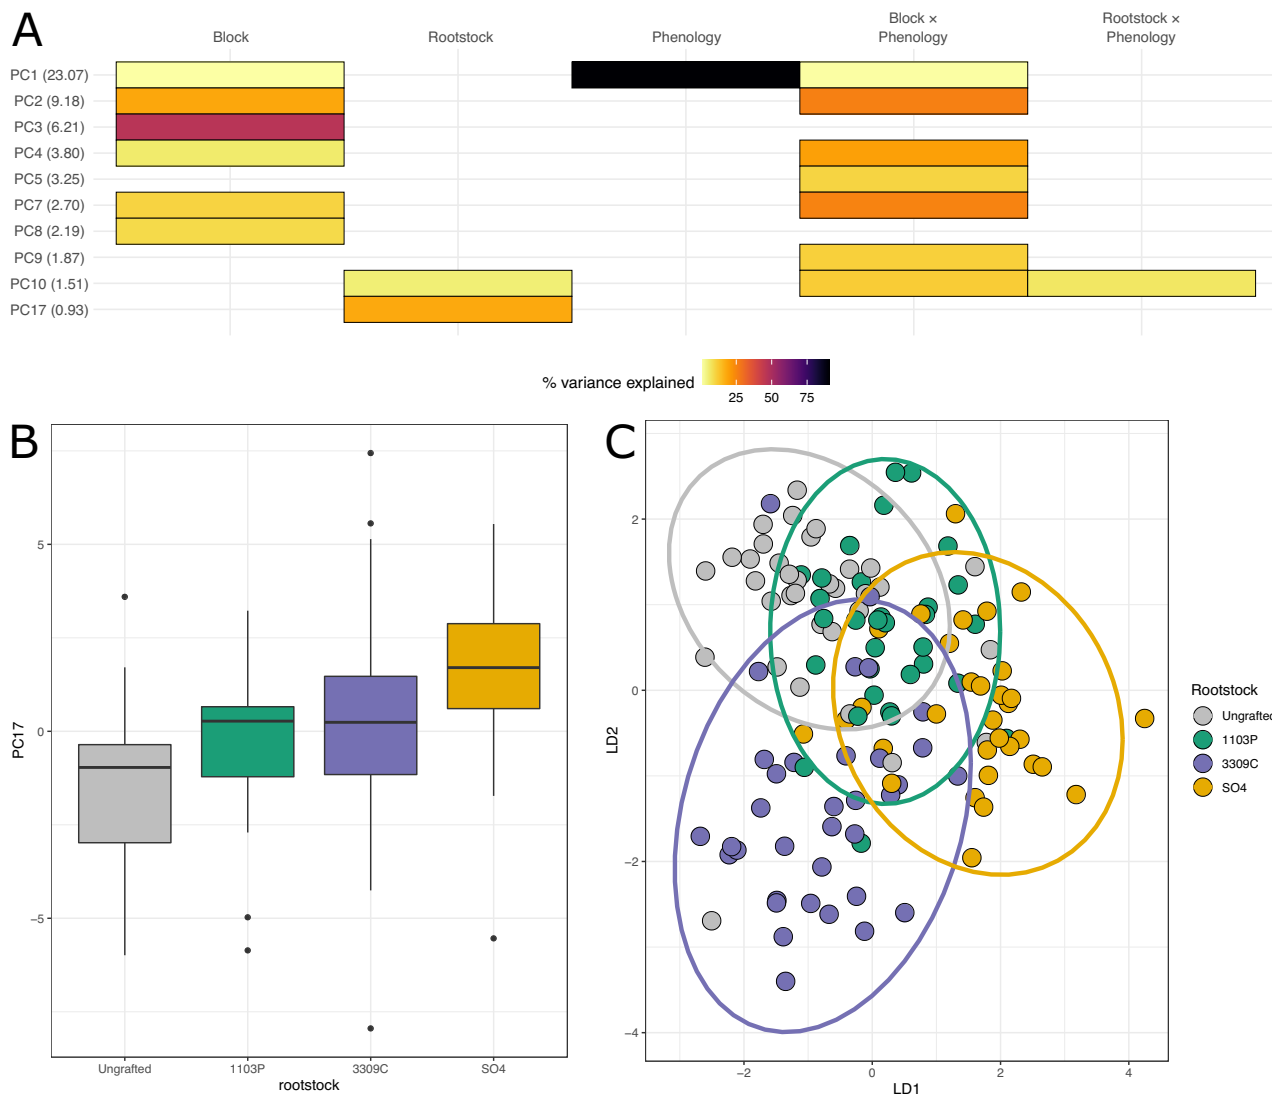 A
Block
Rootstock
Phenology
Block ×
Phenology
Rootstock ×
Phenology
PC1 (23.07)
PC2 (9.18)
PC3 (6.21)
PC4 (3.80)
PC5 (3.25)
PC7 (2.70)
PC8 (2.19)
PC9 (1.87)
PC10 (1.51)
PC17 (0.93)
% variance explained
25 50 75
B
PC17
5
0
−5
Ungrafted 1103P 3309C SO4
rootstock
C
LD2
2
0
−2
−4
−2 0 2 4
LD1
Rootstock
Ungrafted
1103P
3309C
SO4